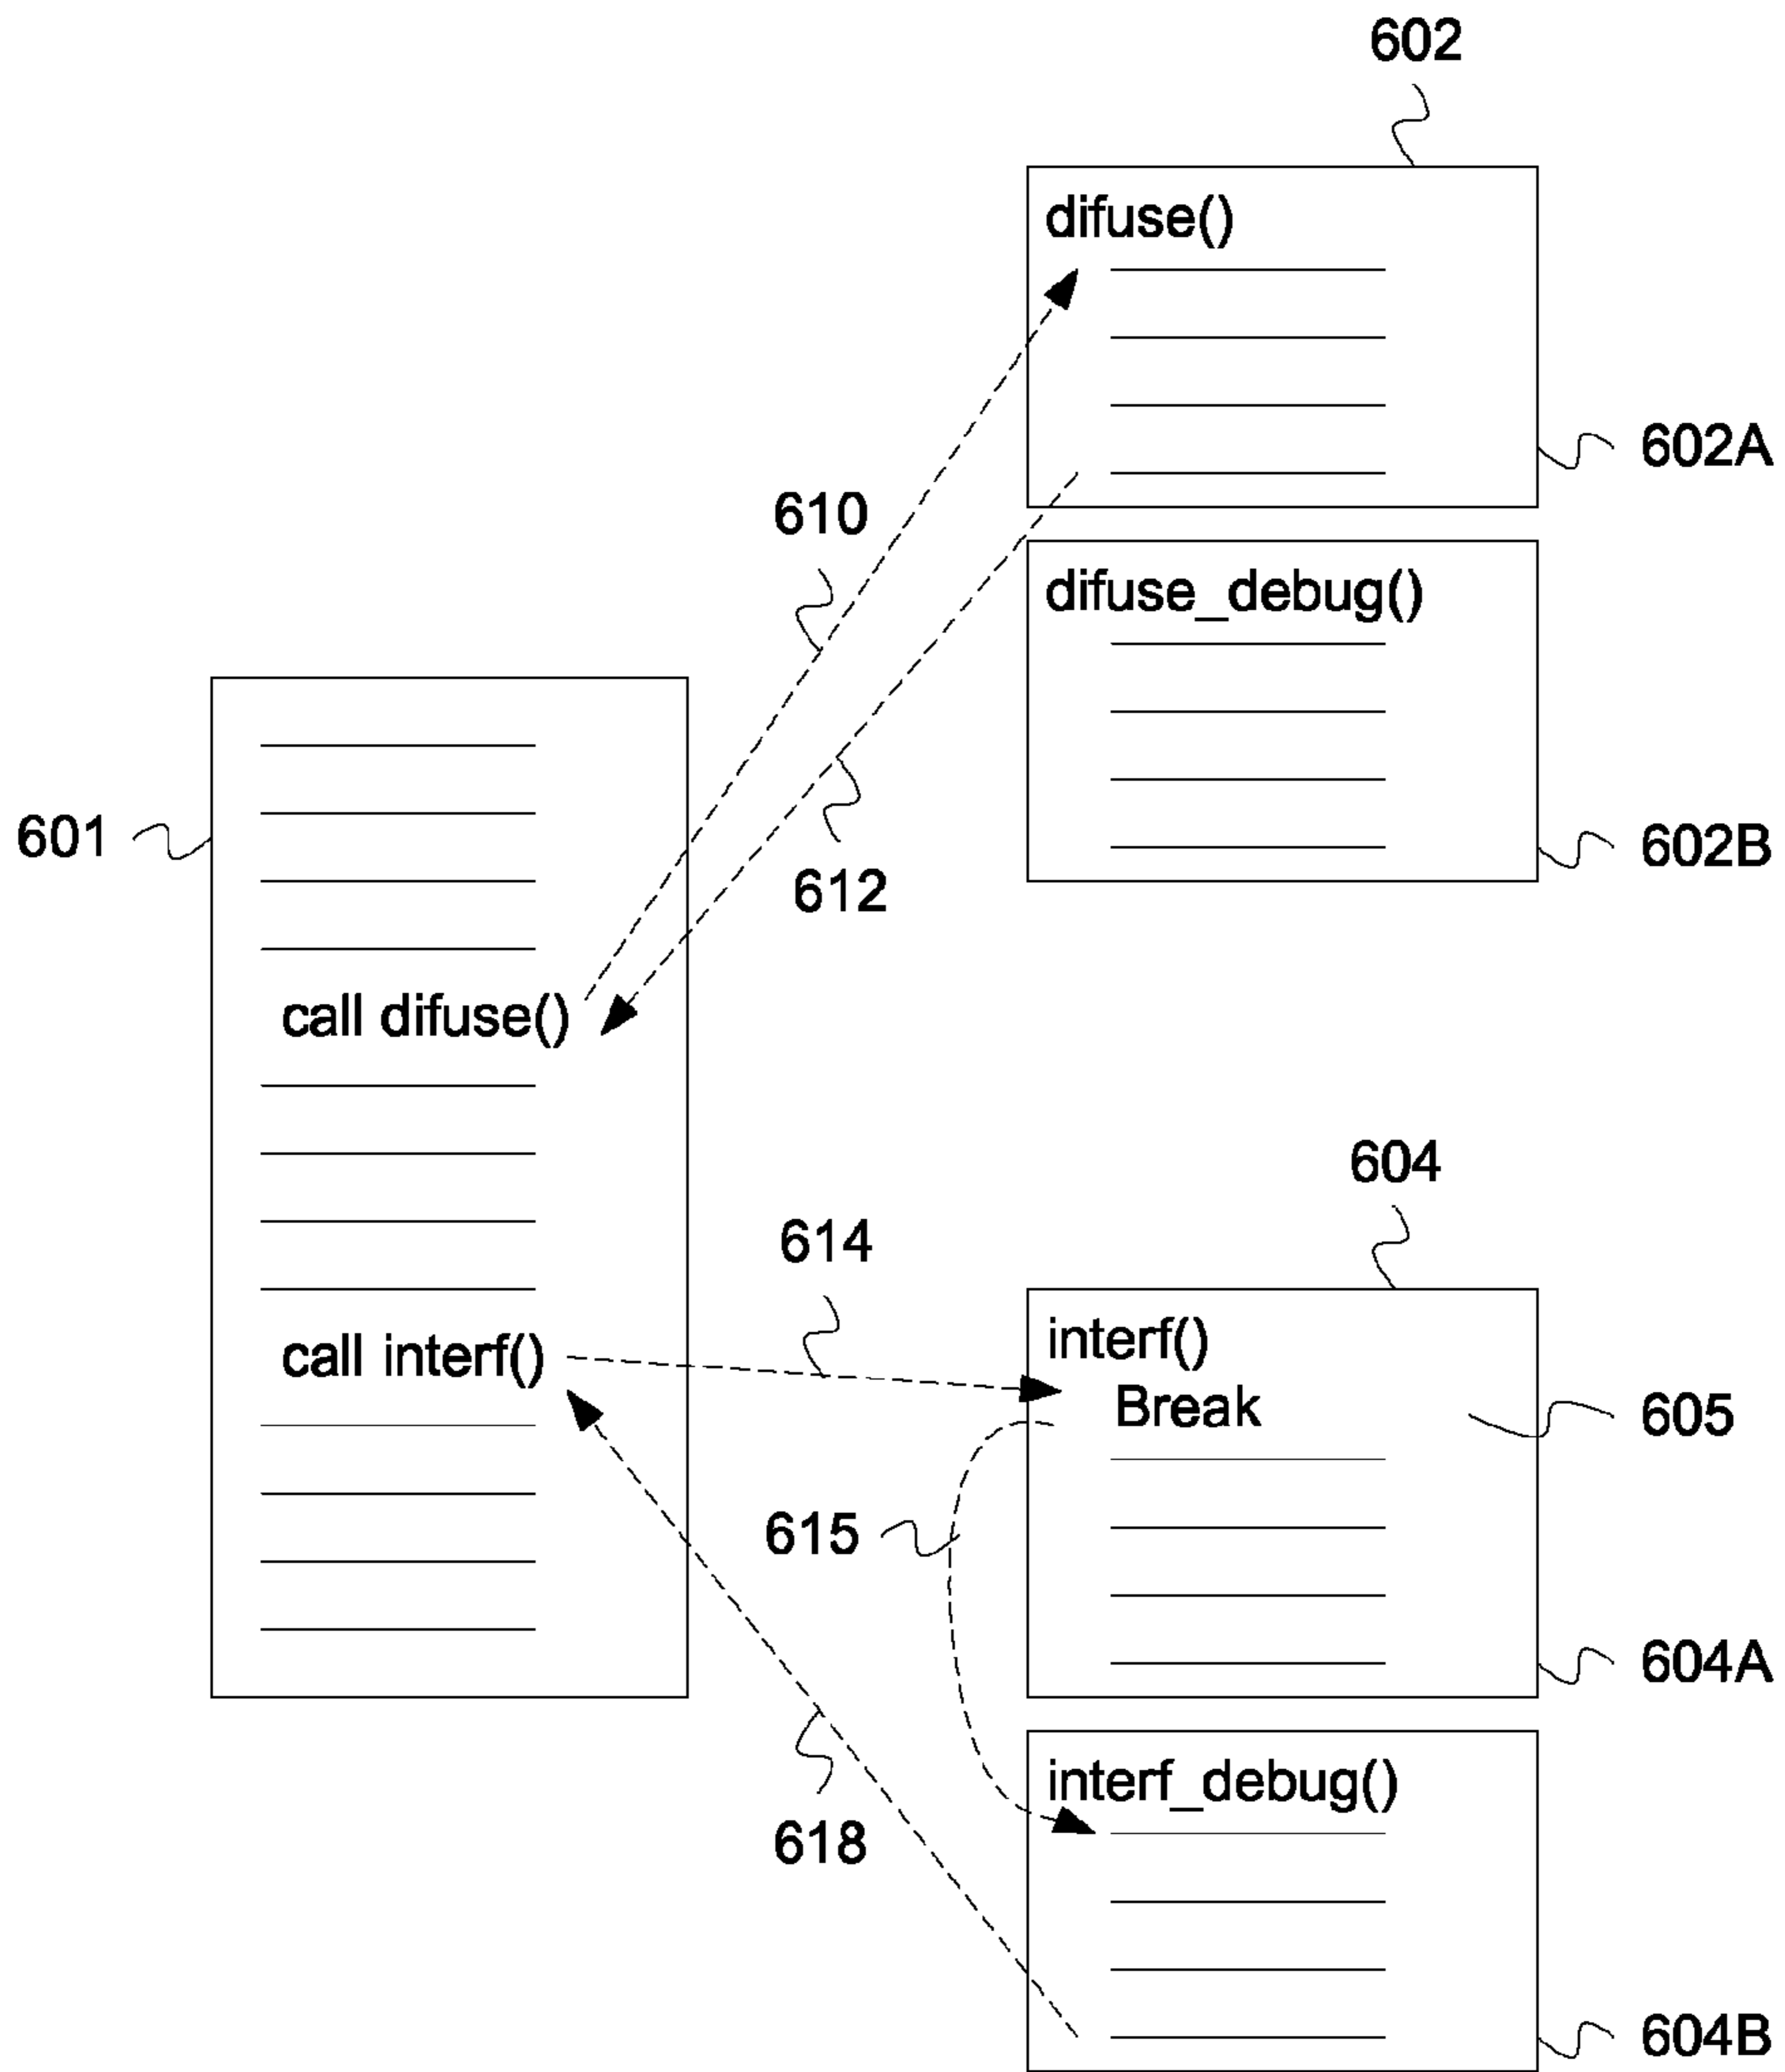 602
difuse()
602A
610
difuse_debug()
601
602B
612
call difuse()
604
614
interf()
call interf()
Break
605
615
604A
interf_debug()
618
604B